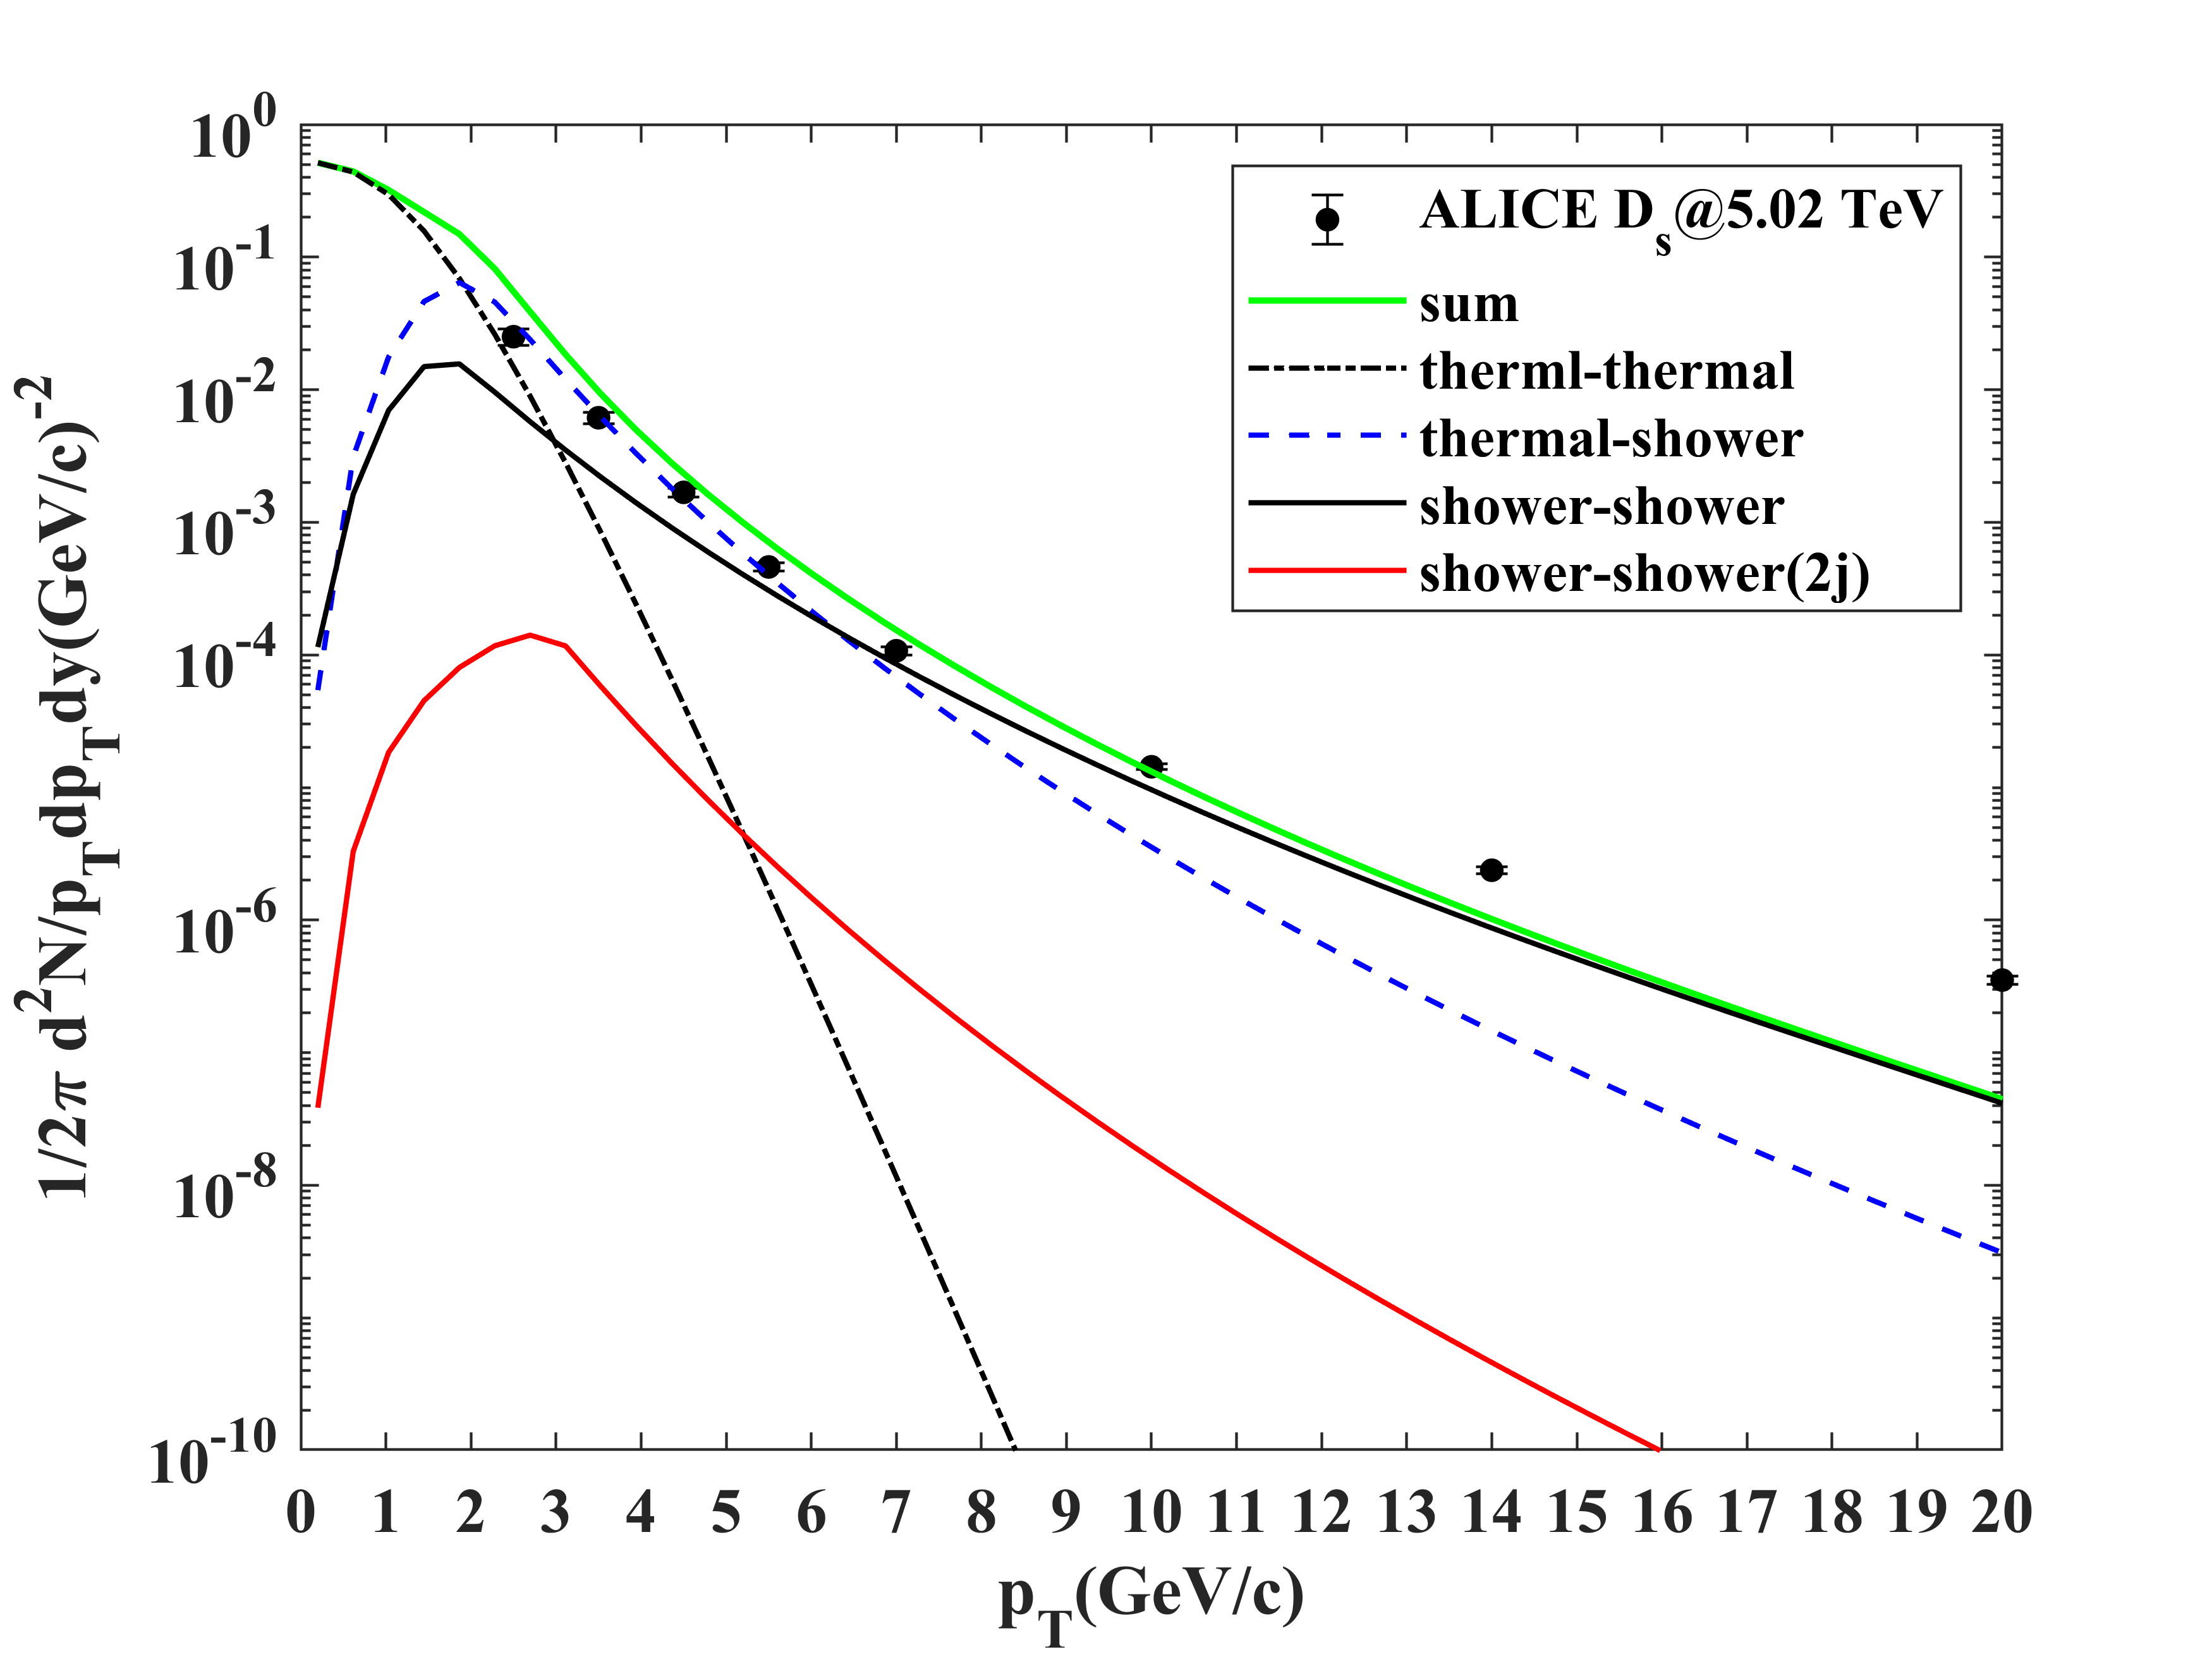 10^0
10^-1
10^-2
10^-3
10^-4
10^-6
10^-8
10^-10
1/2π d^2N/p_Tdp_Tdy(GeV/c)^-2
ALICE D_s@5.02 TeV
sum
therml-thermal
thermal-shower
shower-shower
shower-shower(2j)
0 1 2 3 4 5 6 7 8 9 10 11 12 13 14 15 16 17 18 19 20
p_T(GeV/c)